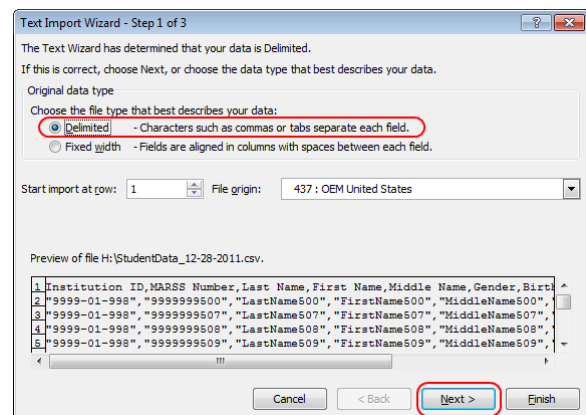 Text Import Wizard - Step 1 of 3
The Text Wizard has determined that your data is Delimited.
If this is correct, choose Next, or choose the data type that best describes your data.
Original data type
Choose the file type that best describes your data:
Delimited - Characters such as commas or tabs separate each field.
Fixed width - Fields are aligned in columns with spaces between each field.
Start import at row: 1 File origin: 437 : OEM United States
Preview of file H:\StudentData_12-28-2011.csv.
1 Institution ID,MARSS Number,Last Name,First Name,Middle Name,Gender,Birth
2 "9999-01-998","9999999500","LastName500","FirstName500","MiddleName500","
3 "9999-01-998","9999999507","LastName507","FirstName507","MiddleName507","
4 "9999-01-998","9999999508","LastName508","FirstName508","MiddleName508","
5 "9999-01-998","9999999509","LastName509","FirstName509","MiddleName509","
Cancel < Back Next > Finish